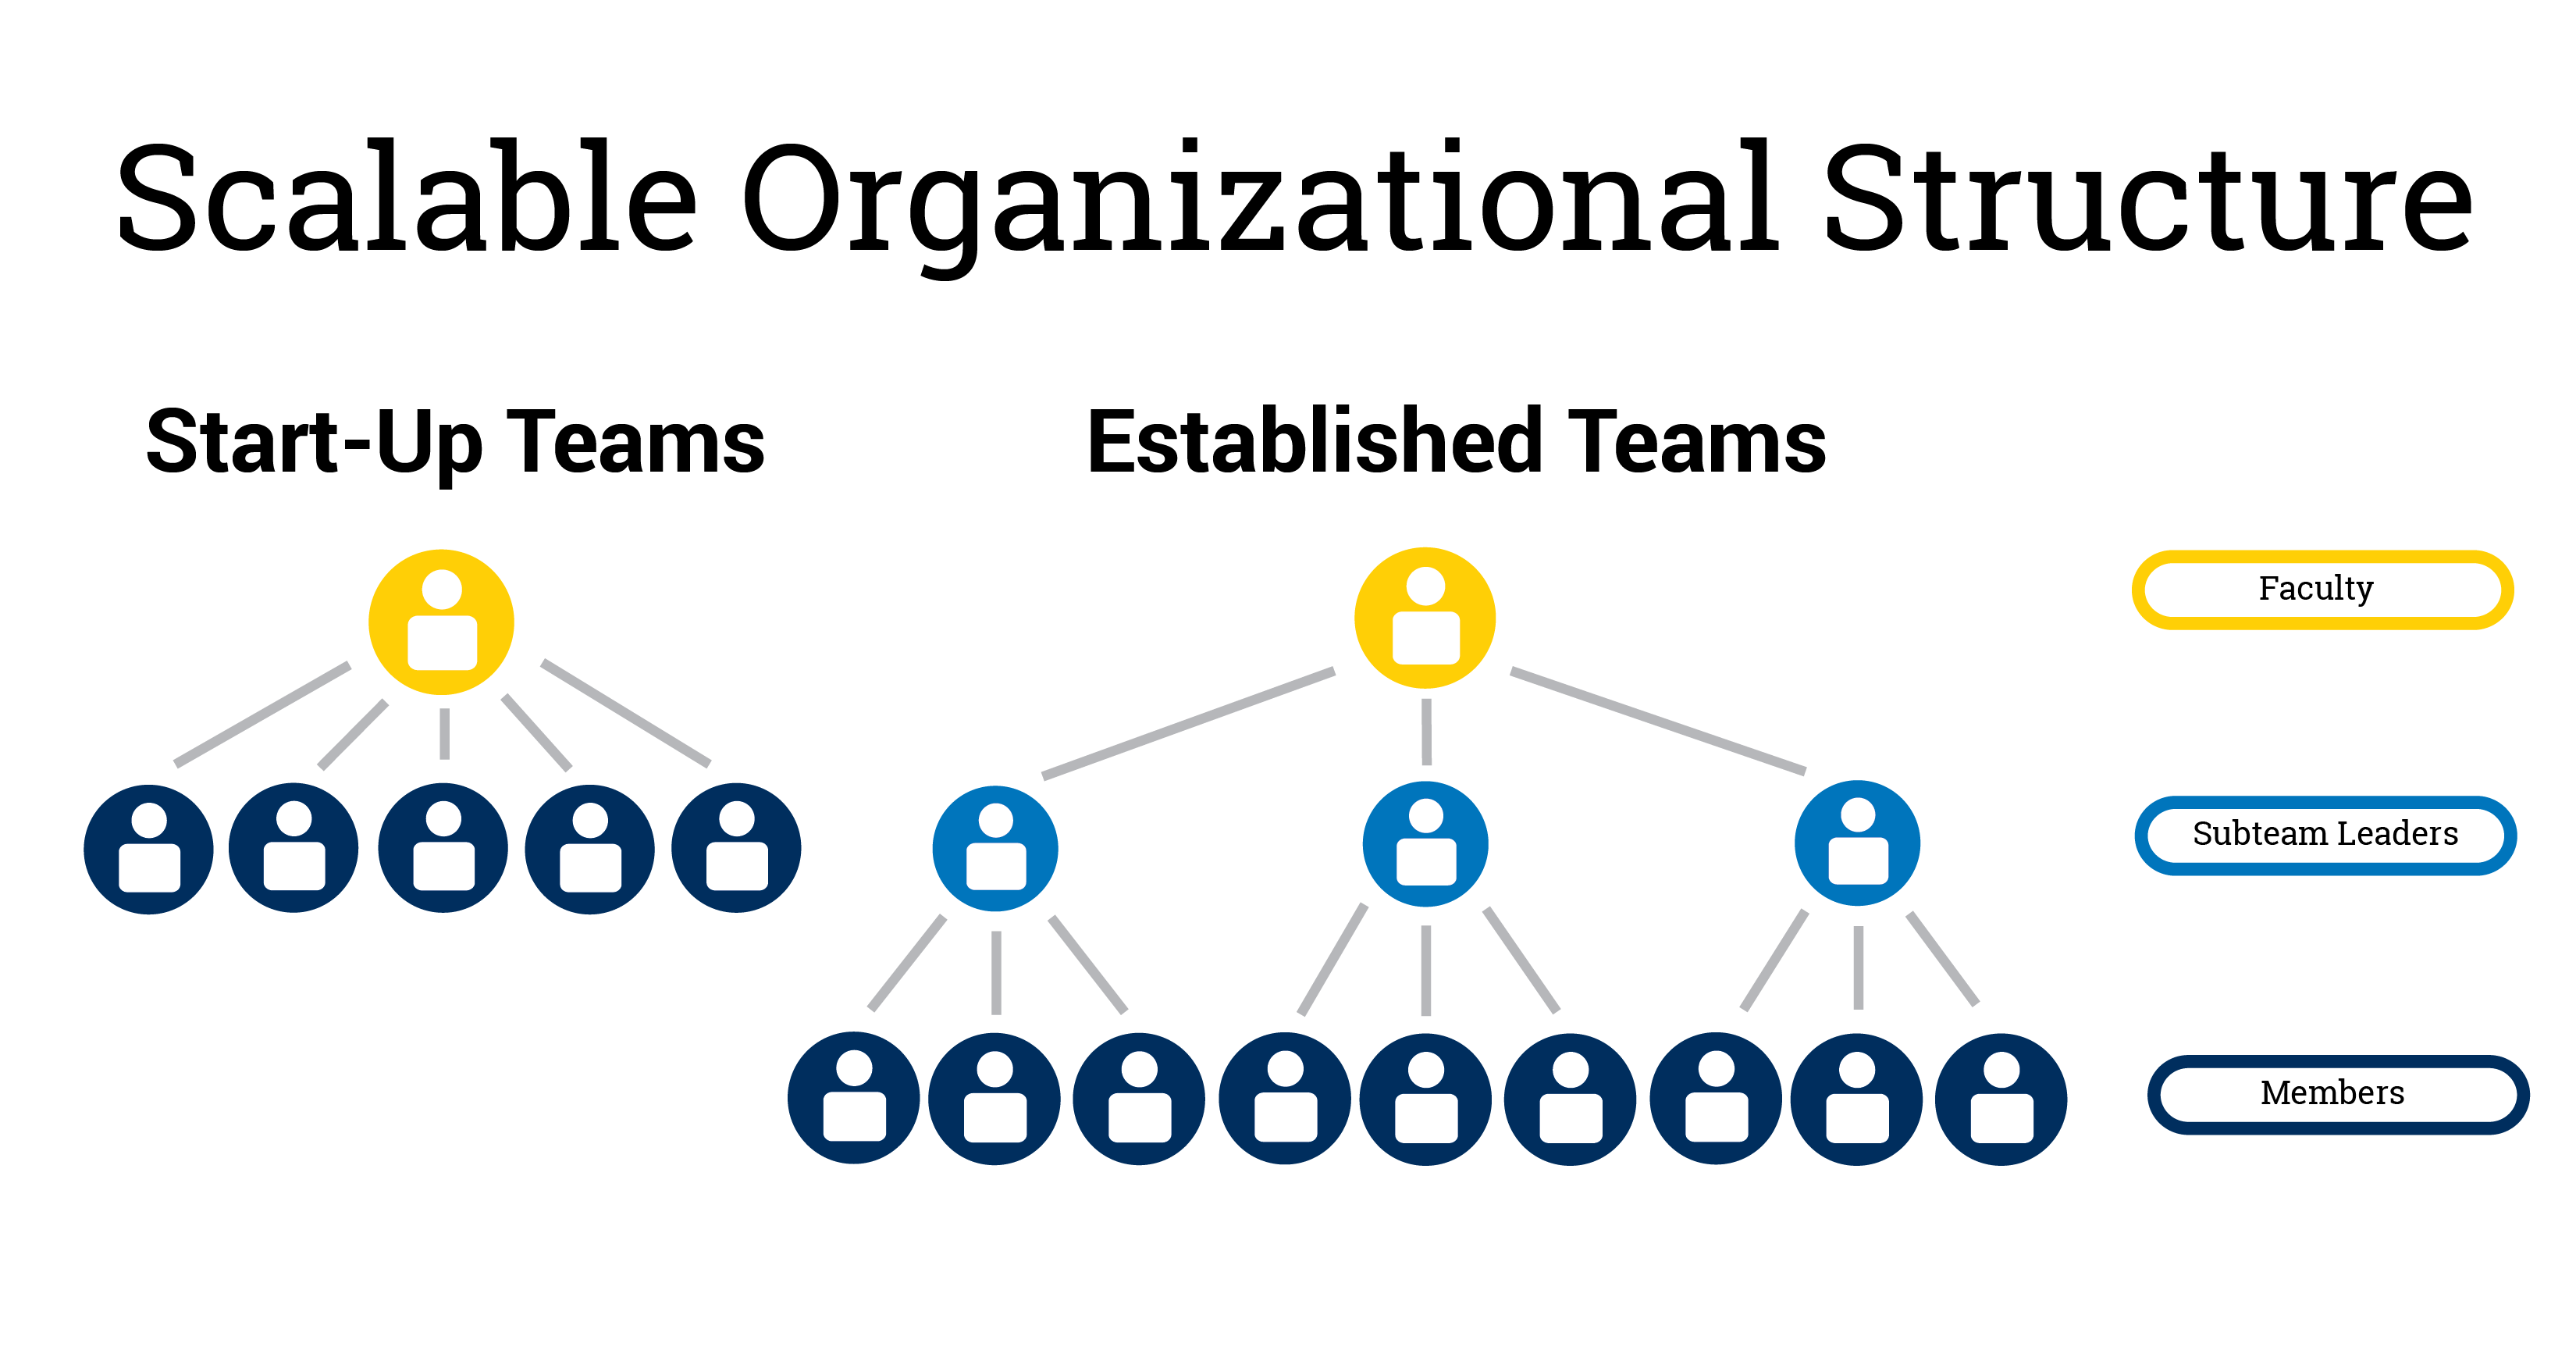 Scalable Organizational Structure
Start-Up Teams
Established Teams
Faculty
Subteam Leaders
Members